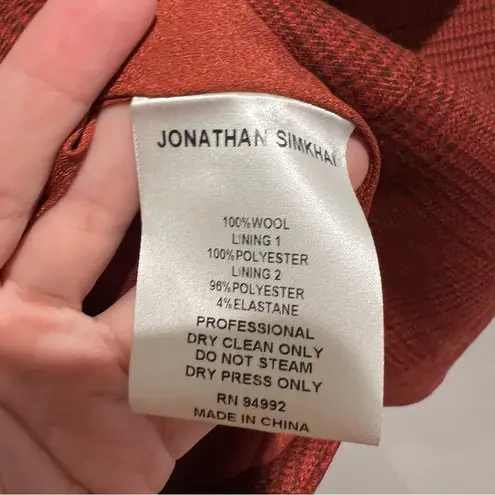 JONATHAN SIMKHAI
100%WOOL
LINING 1
100%POLYESTER
LINING 2
96%POLYESTER
4%ELASTANE
PROFESSIONAL
DRY CLEAN ONLY
DO NOT STEAM
DRY PRESS ONLY
RN 94992
MADE IN CHINA